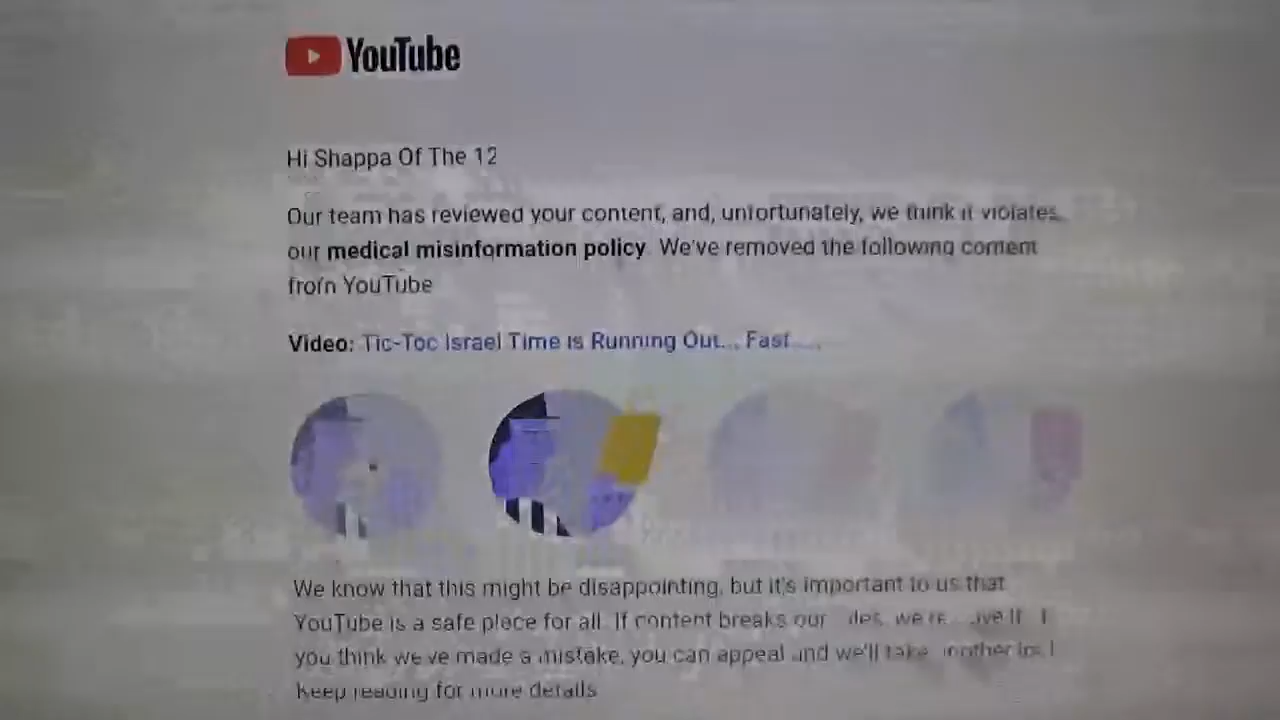 YouTube
Hi Shappa Of The 12
Our team has reviewed your content, and, unfortunately, we think it violates
our medical misinformation policy. We've removed the following content
from YouTube
Video: Tic-Toc Israel Time is Running Out... Fast.....
We know that this might be disappointing, but it's important to us that
YouTube is a safe place for all. If content breaks our
you think we've made a mistake, you can appeal and we'll take another
Keep reading for more details